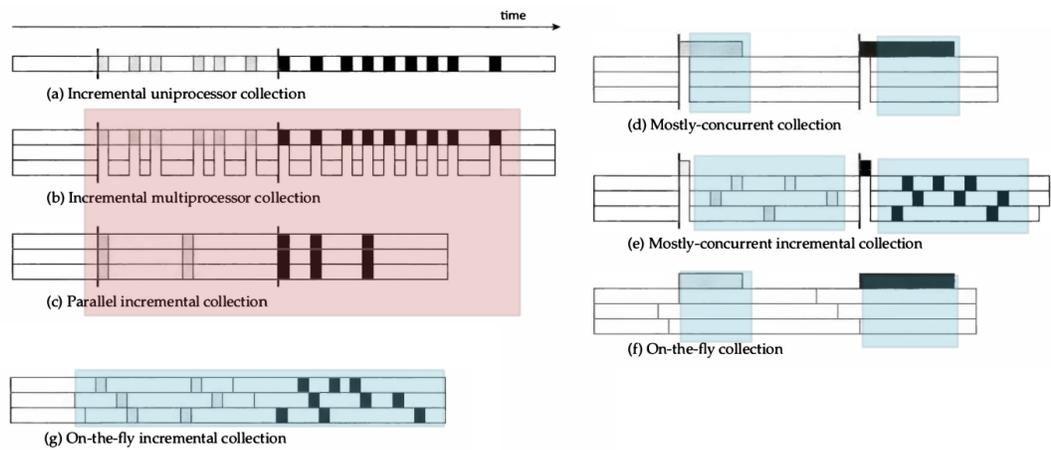 time
(a) Incremental uniprocessor collection
(b) Incremental multiprocessor collection
(c) Parallel incremental collection
(g) On-the-fly incremental collection
(d) Mostly-concurrent collection
(e) Mostly-concurrent incremental collection
(f) On-the-fly collection